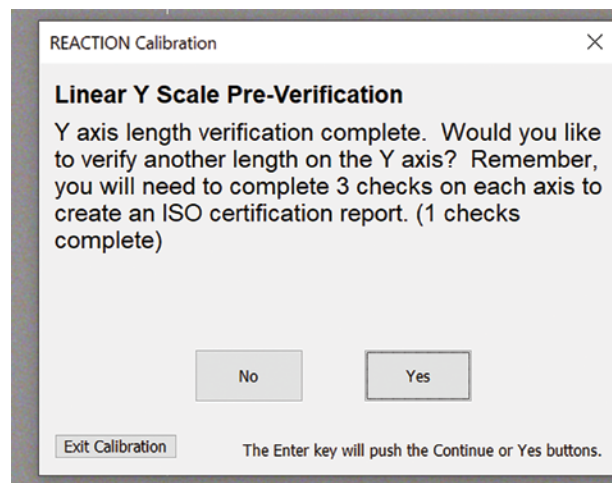 REACTION Calibration
Linear Y Scale Pre-Verification
Y axis length verification complete.  Would you like
to verify another length on the Y axis?  Remember,
you will need to complete 3 checks on each axis to
create an ISO certification report. (1 checks
complete)
No
Yes
Exit Calibration
The Enter key will push the Continue or Yes buttons.